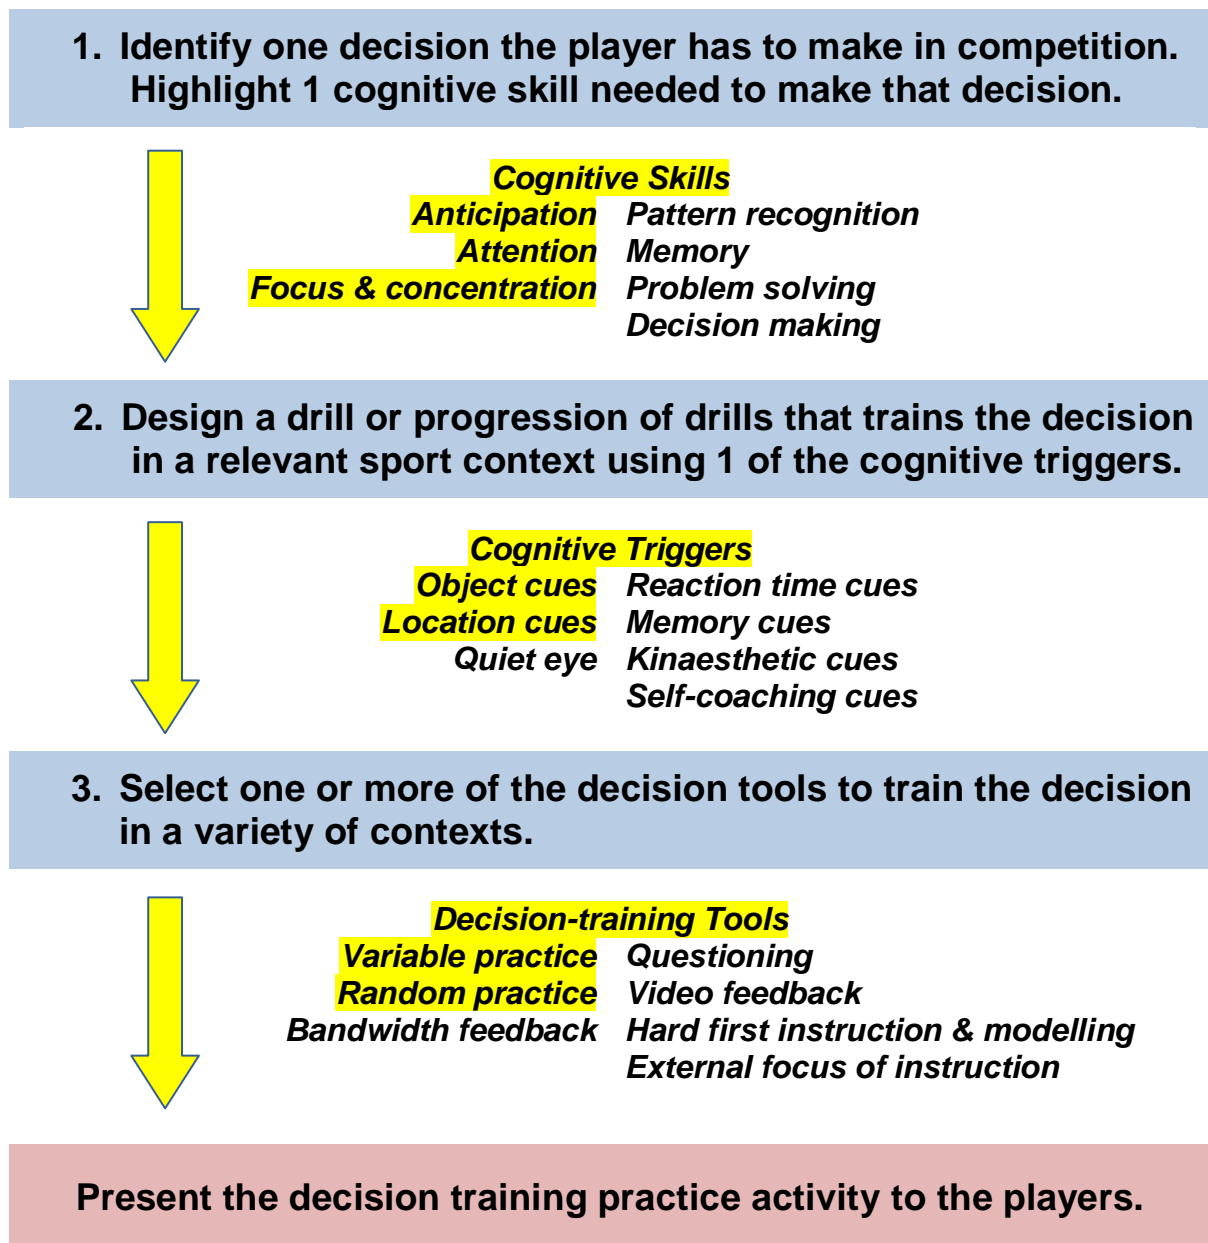 1. Identify one decision the player has to make in competition.
Highlight 1 cognitive skill needed to make that decision.
Cognitive Skills
Anticipation Pattern recognition
Attention Memory
Focus & concentration Problem solving
Decision making
2. Design a drill or progression of drills that trains the decision
in a relevant sport context using 1 of the cognitive triggers.
Cognitive Triggers
Object cues Reaction time cues
Location cues Memory cues
Quiet eye Kinaesthetic cues
Self-coaching cues
3. Select one or more of the decision tools to train the decision
in a variety of contexts.
Decision-training Tools
Variable practice Questioning
Random practice Video feedback
Bandwidth feedback Hard first instruction & modelling
External focus of instruction
Present the decision training practice activity to the players.